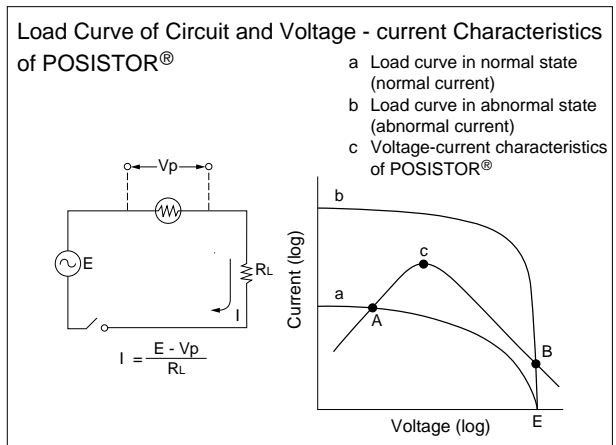 Load Curve of Circuit and Voltage - current Characteristics
of POSISTOR®
a Load curve in normal state
(normal current)
b Load curve in abnormal state
(abnormal current)
c Voltage-current characteristics
of POSISTOR®
Vp
E
RL
I
I = E - Vp
RL
b
c
a
A
B
Current (log)
E
Voltage (log)